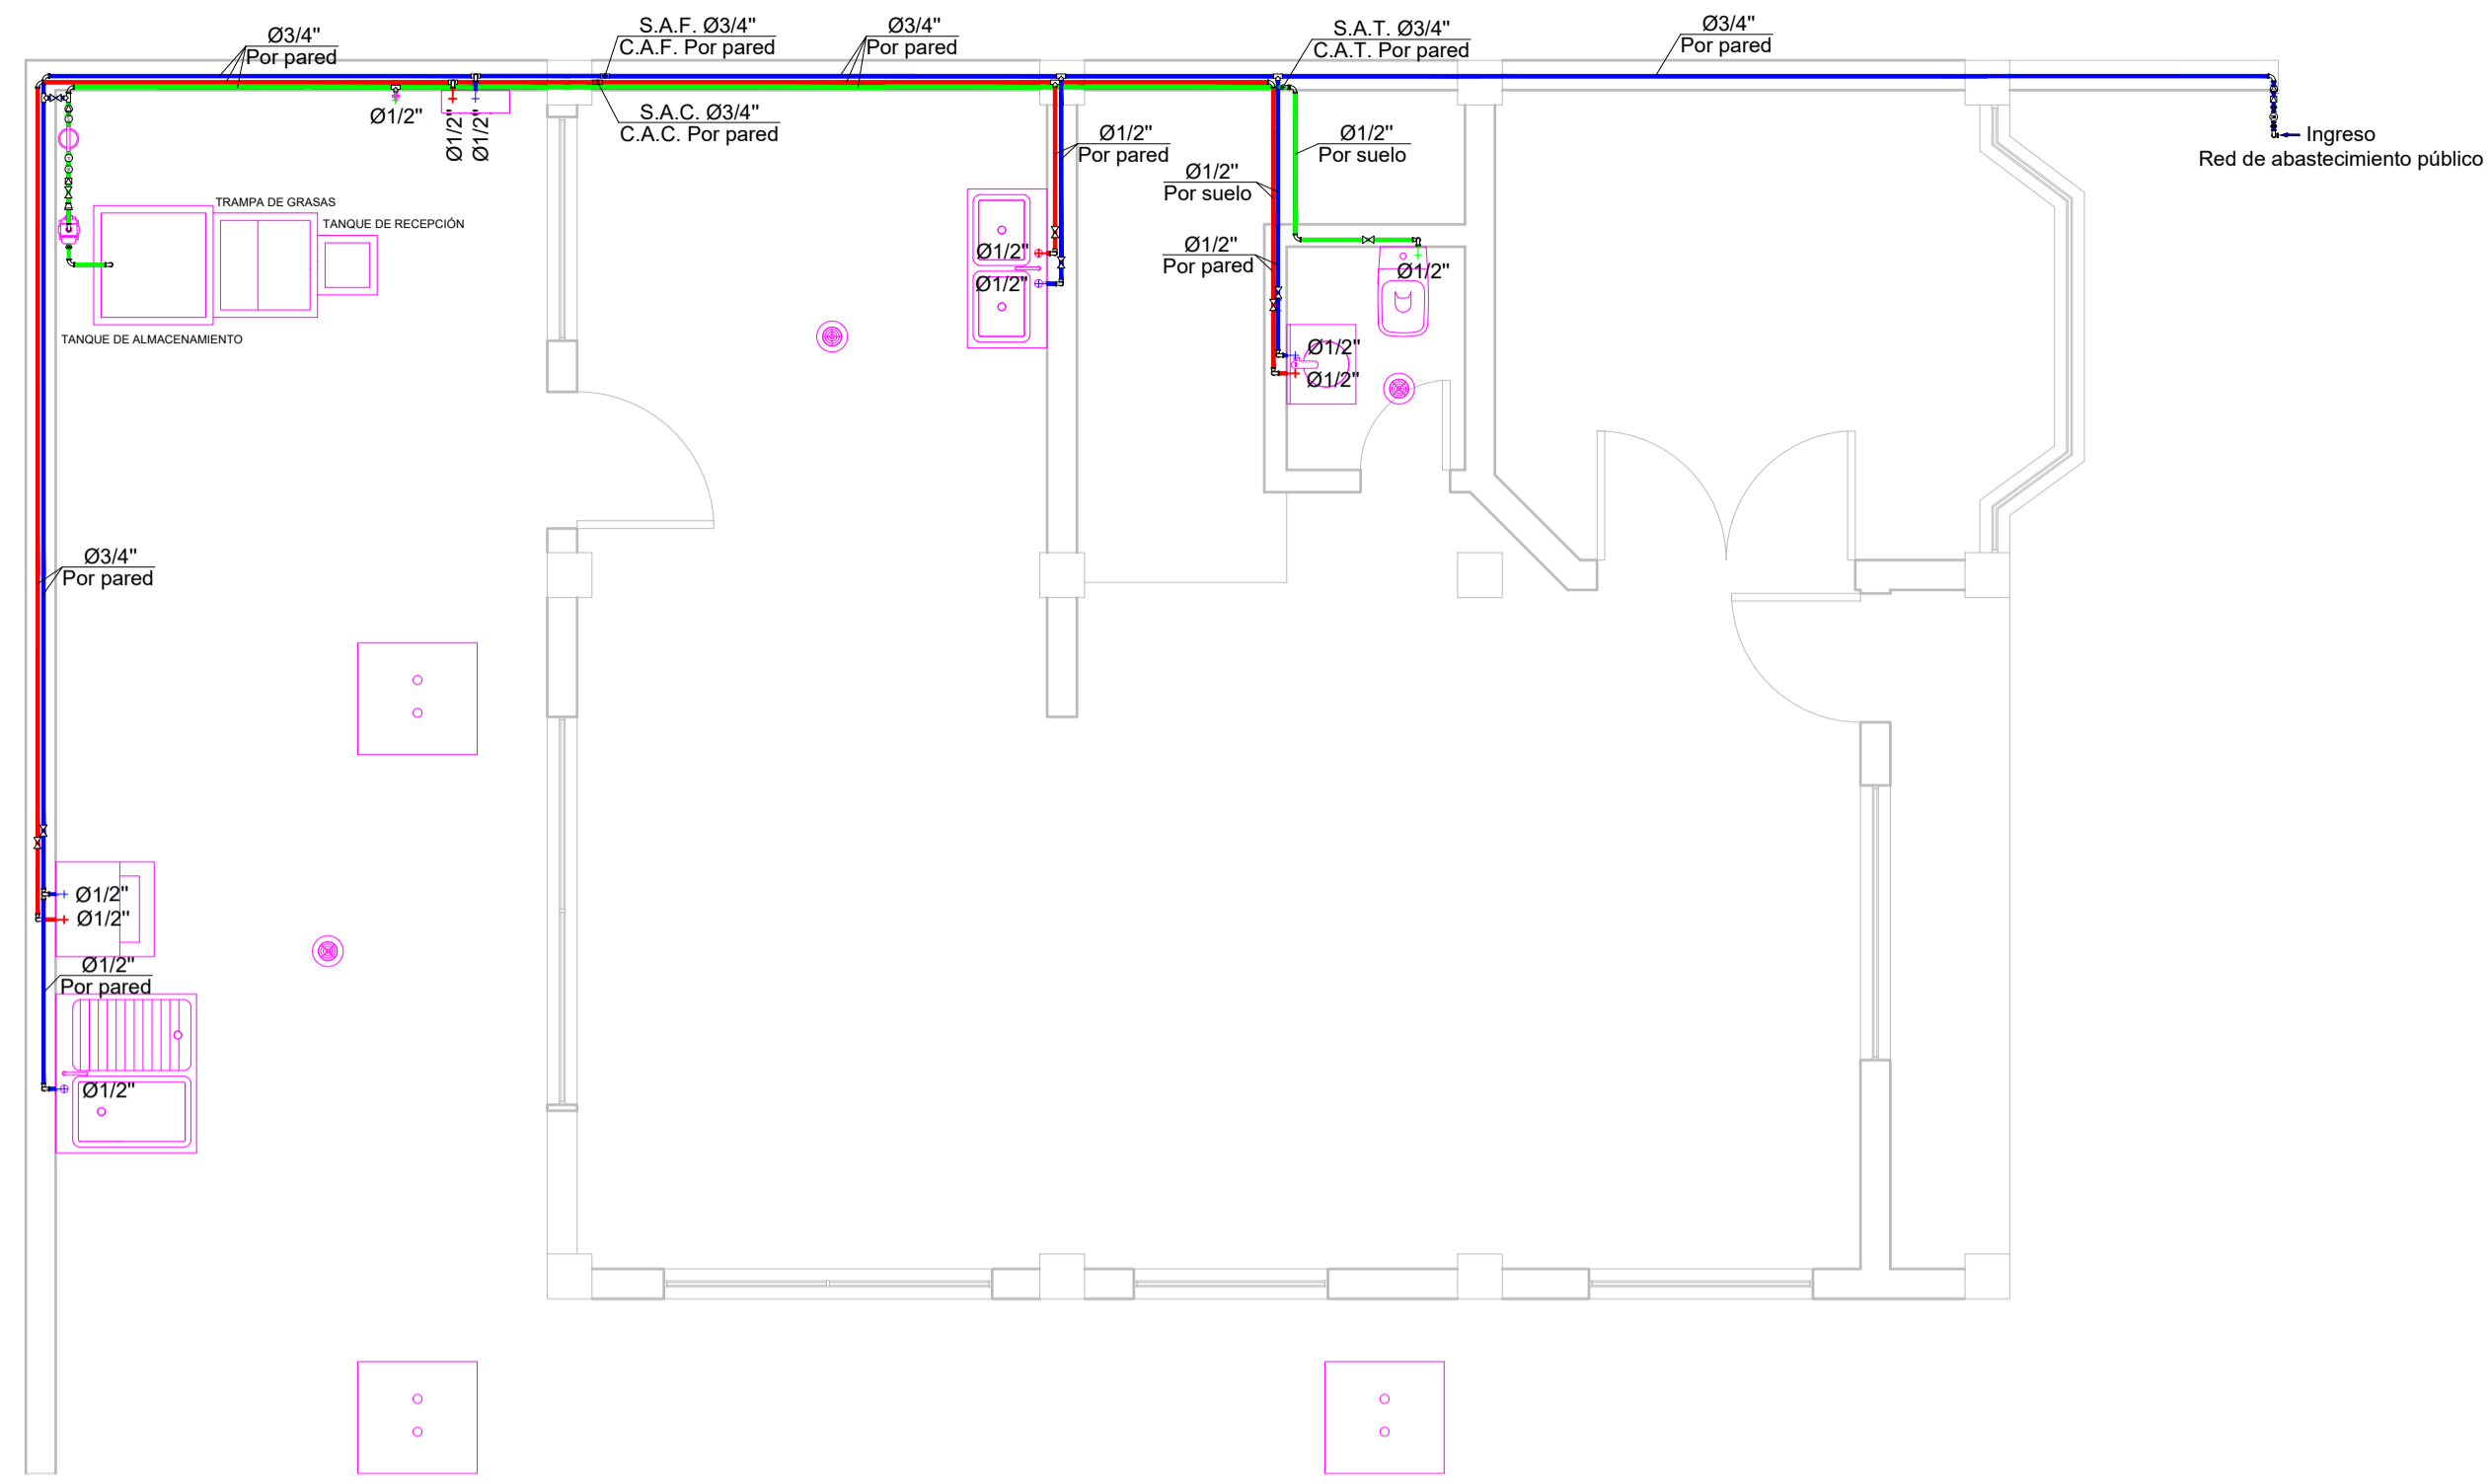 Ø3/4"
Por pared
S.A.F. Ø3/4"
C.A.F. Por pared
Ø3/4"
Por pared
S.A.T. Ø3/4"
C.A.T. Por pared
Ø3/4"
Por pared
Ø1/2"
Ø1/2"
Ø1/2"
S.A.C. Ø3/4"
C.A.C. Por pared
Ø1/2"
Por pared
Ø1/2"
Por suelo
Ingreso
Red de abastecimiento público
Ø1/2"
Por suelo
TRAMPA DE GRASAS
TANQUE DE RECEPCIÓN
Ø1/2"
Ø1/2"
Por pared
Ø1/2"
Ø1/2"
TANQUE DE ALMACENAMIENTO
Ø1/2"
Ø1/2"
Ø3/4"
Por pared
Ø1/2"
Ø1/2"
Ø1/2"
Por pared
Ø1/2"